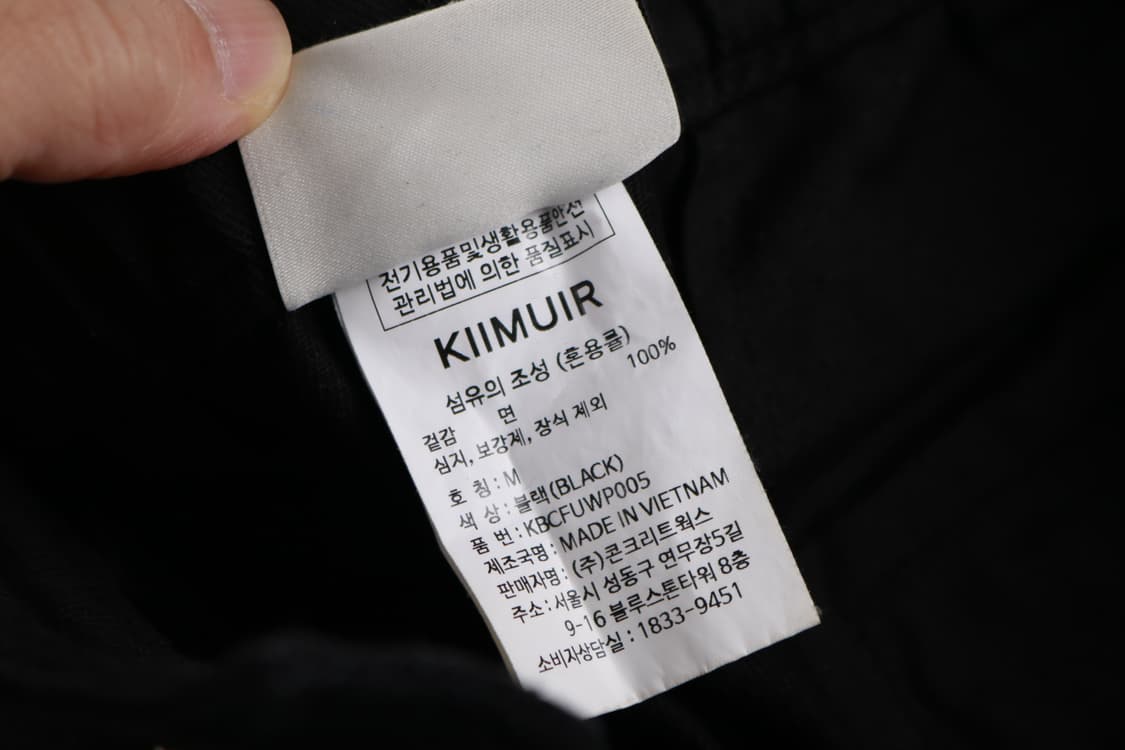 전기용품및생활용품안전
관리법에 의한 품질표시
KIIMUIR
섬유의 조성 (혼용률)
100%
겉감 면
심지, 보강제, 장식 제외
호 칭 : M
색 상 : 블랙(BLACK)
품 번 : KBCFUWP005
제조국명 : MADE IN VIETNAM
판매자명 : (주)콘크리트웍스
주소 : 서울시 성동구 연무장5길
9-16 블루스톤타워 8층
소비자상담실 : 1833-9451